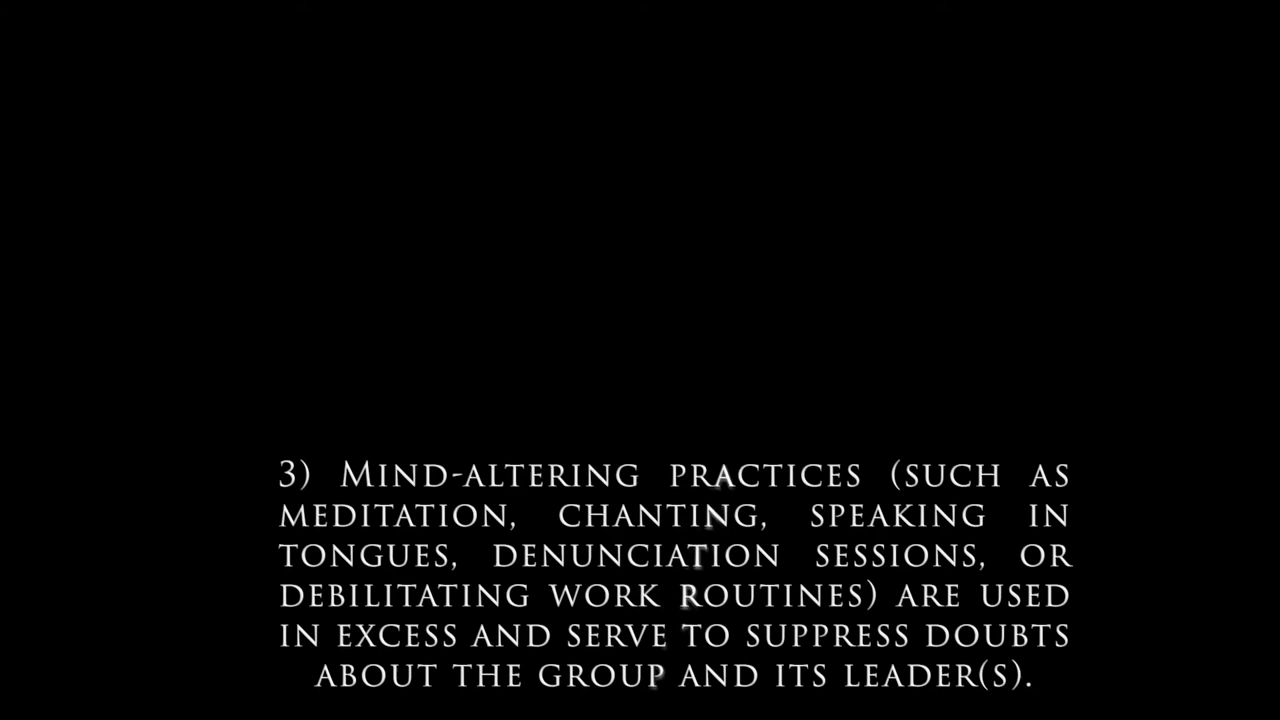 3) Mind-altering practices (such as
meditation, chanting, speaking in
tongues, denunciation sessions, or
debilitating work routines) are used
in excess and serve to suppress doubts
about the group and its leader(s).